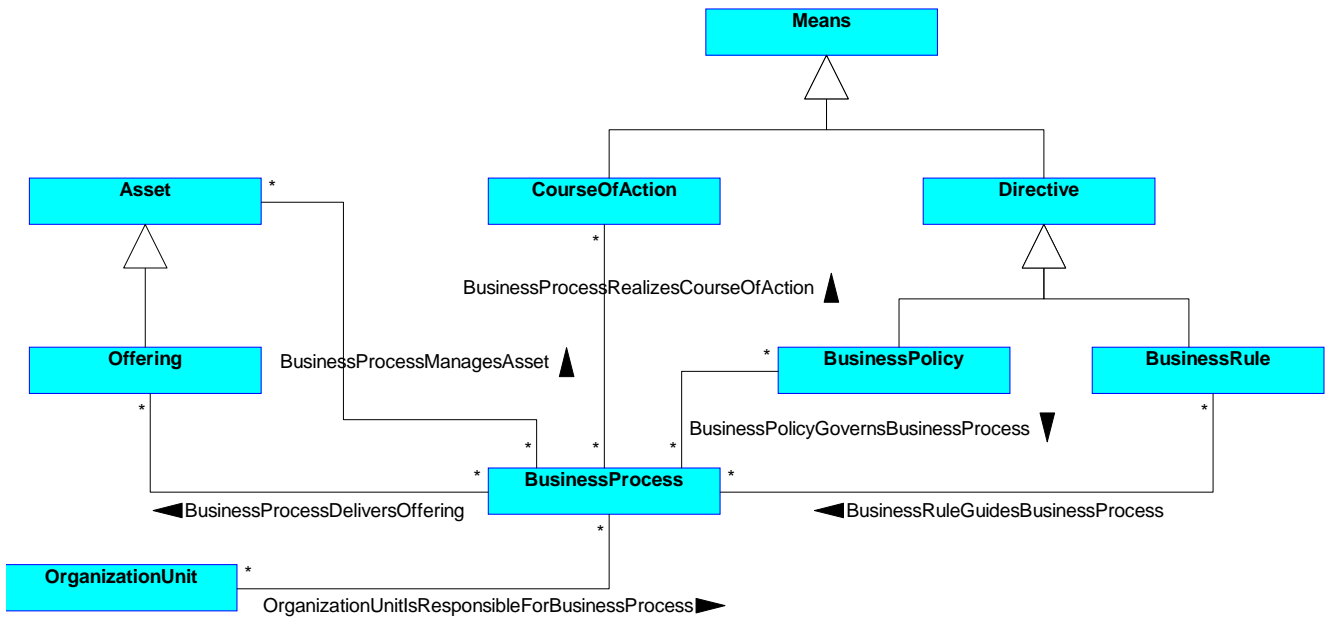 Means
Asset
*
CourseOfAction
Directive
*
BusinessProcessRealizesCourseOfAction
Offering
BusinessProcessManagesAsset
*
BusinessPolicy
BusinessRule
*
*
BusinessPolicyGovernsBusinessProcess
*
*
*
*
*
BusinessProcess
BusinessProcessDeliversOffering
BusinessRuleGuidesBusinessProcess
*
OrganizationUnit
*
OrganizationUnitIsResponsibleForBusinessProcess